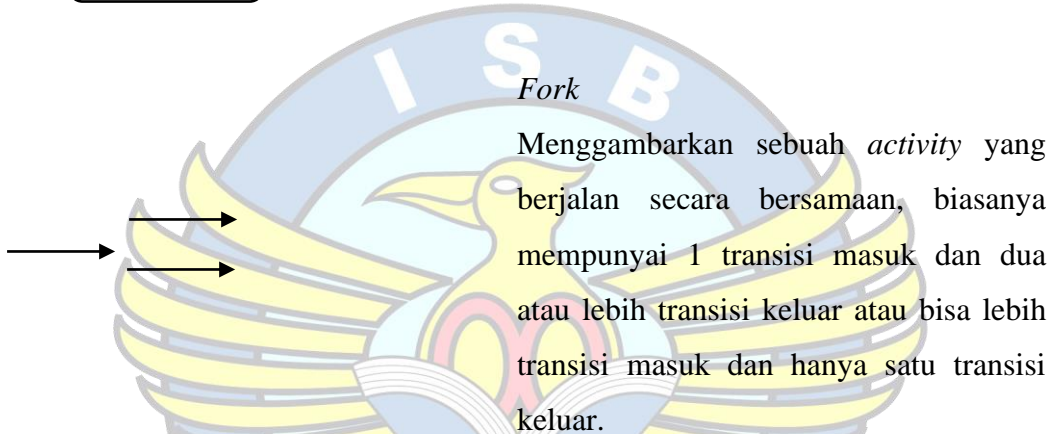 I S B
Fork
Menggambarkan sebuah activity yang
berjalan secara bersamaan, biasanya
mempunyai 1 transisi masuk dan dua
atau lebih transisi keluar atau bisa lebih
transisi masuk dan hanya satu transisi
keluar.